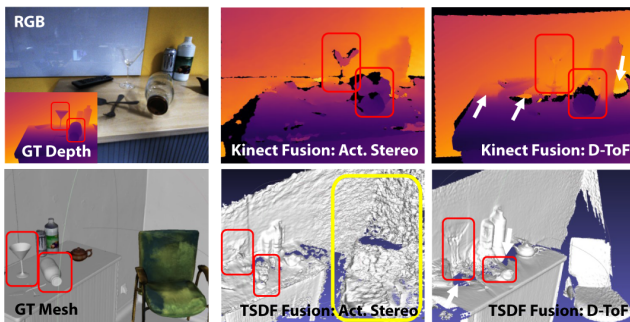 RGB
GT Depth
Kinect Fusion: Act. Stereo
Kinect Fusion: D-ToF
GT Mesh
TSDF Fusion: Act. Stereo
TSDF Fusion: D-ToF